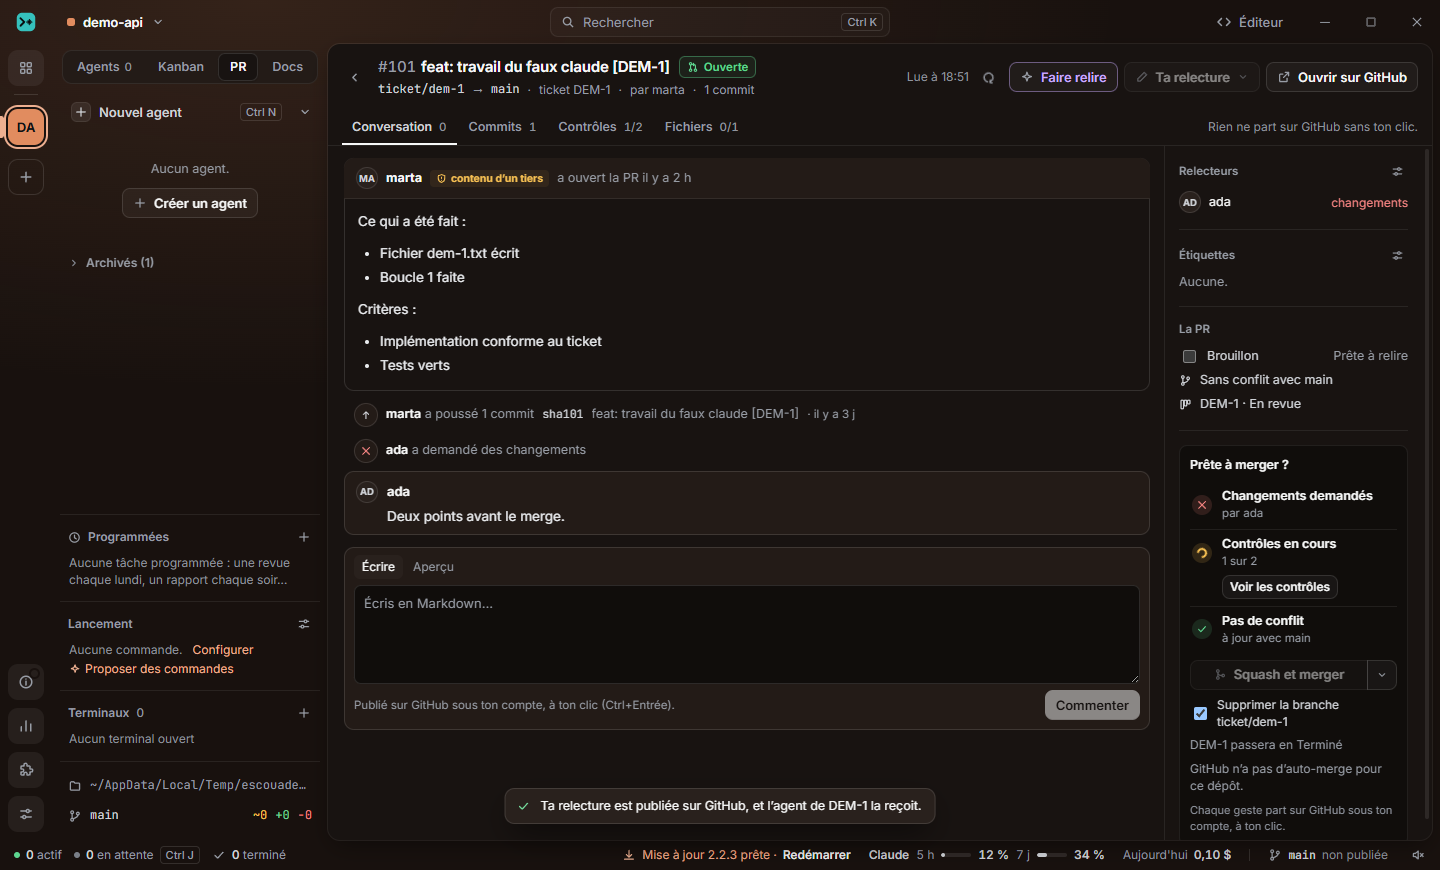 demo-api
Rechercher
Ctrl K
Éditeur
Agents 0
Kanban
PR
Docs
DA
Nouvel agent
Ctrl N
Aucun agent.
Créer un agent
Archivés (1)
Programmées
Aucune tâche programmée : une revue
chaque lundi, un rapport chaque soir...
Lancement
Aucune commande. Configurer
Proposer des commandes
Terminaux 0
Aucun terminal ouvert
~/AppData/Local/Temp/escouade…
main
~0 +0 -0
#101 feat: travail du faux claude [DEM-1]
Ouverte
ticket/dem-1 → main · ticket DEM-1 · par marta · 1 commit
Lue à 18:51
Faire relire
Ta relecture
Ouvrir sur GitHub
Conversation 0
Commits 1
Contrôles 1/2
Fichiers 0/1
Rien ne part sur GitHub sans ton clic.
MA
marta
contenu d’un tiers
a ouvert la PR il y a 2 h
Ce qui a été fait :
• Fichier dem-1.txt écrit
• Boucle 1 faite
Critères :
• Implémentation conforme au ticket
• Tests verts
marta a poussé 1 commit sha101 feat: travail du faux claude [DEM-1] · il y a 3 j
ada a demandé des changements
AD
ada
Deux points avant le merge.
Écrire
Aperçu
Écris en Markdown…
Publié sur GitHub sous ton compte, à ton clic (Ctrl+Entrée).
Commenter
Ta relecture est publiée sur GitHub, et l’agent de DEM-1 la reçoit.
Relecteurs
AD
ada
changements
Étiquettes
Aucune.
La PR
Brouillon
Prête à relire
Sans conflit avec main
DEM-1 · En revue
Prête à merger ?
Changements demandés
par ada
Contrôles en cours
1 sur 2
Voir les contrôles
Pas de conflit
à jour avec main
Squash et merger
Supprimer la branche
ticket/dem-1
DEM-1 passera en Terminé
GitHub n’a pas d’auto-merge pour
ce dépôt.
Chaque geste part sur GitHub sous ton
compte, à ton clic.
0 actif
0 en attente
Ctrl J
0 terminé
Mise à jour 2.2.3 prête · Redémarrer
Claude 5 h 12 % 7 j 34 %
Aujourd'hui 0,10 $
main non publiée